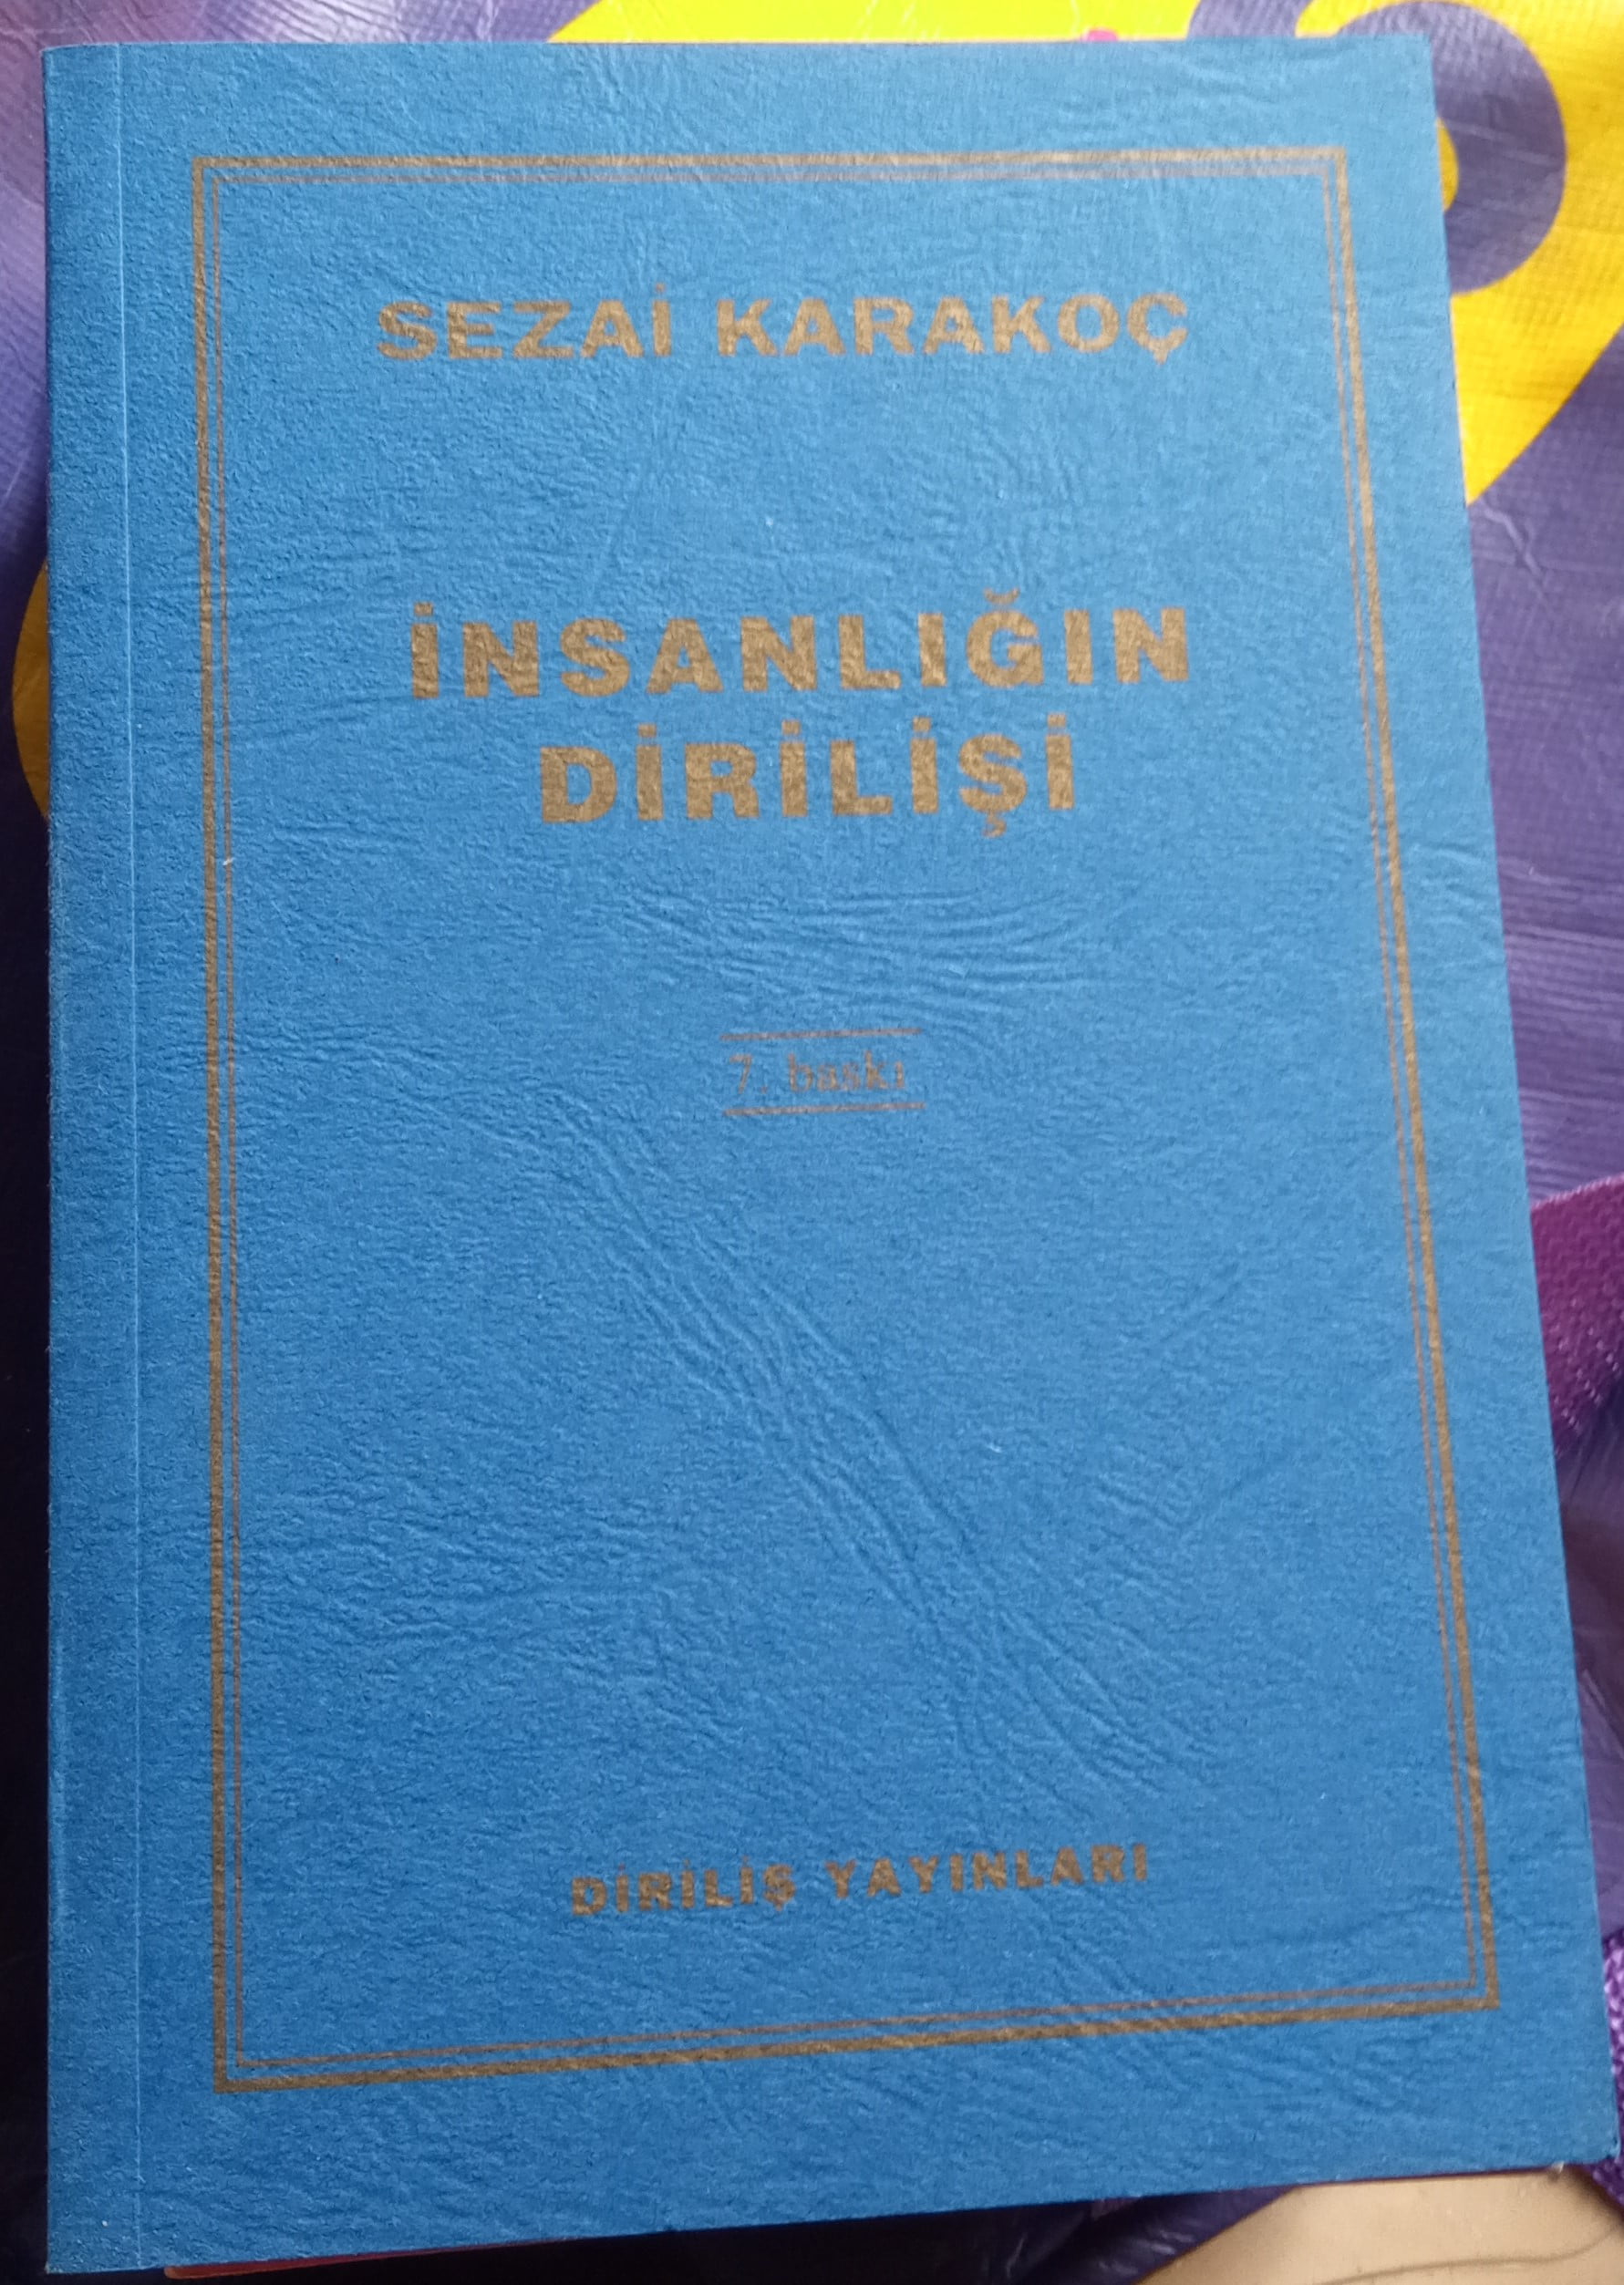 SEZAİ KARAKOÇ
İNSANLIĞIN
DİRİLİŞİ
7. baskı
DİRİLİŞ YAYINLARI